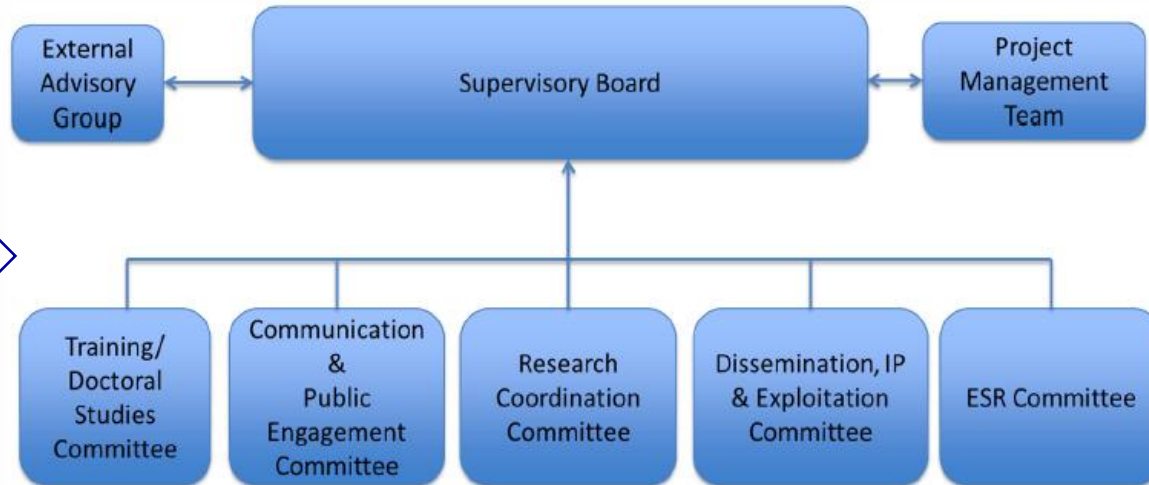 External
Advisory
Group
Supervisory Board
Project
Management
Team
Training/
Doctoral
Studies
Committee
Communication
&
Public
Engagement
Committee
Research
Coordination
Committee
Dissemination, IP
& Exploitation
Committee
ESR Committee